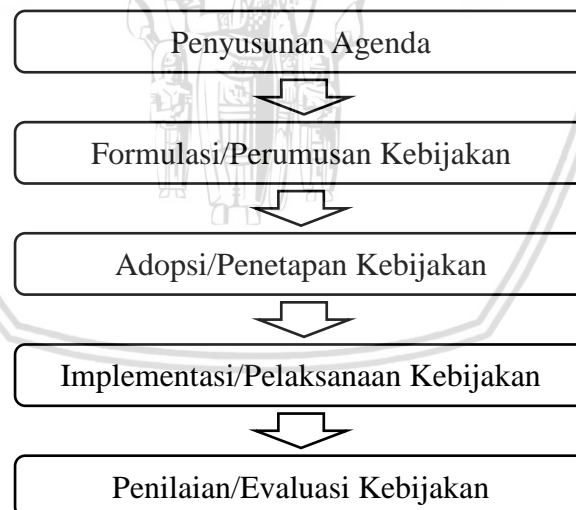 Penyusunan Agenda
Formulasi/Perumusan Kebijakan
Adopsi/Penetapan Kebijakan
Implementasi/Pelaksanaan Kebijakan
Penilaian/Evaluasi Kebijakan